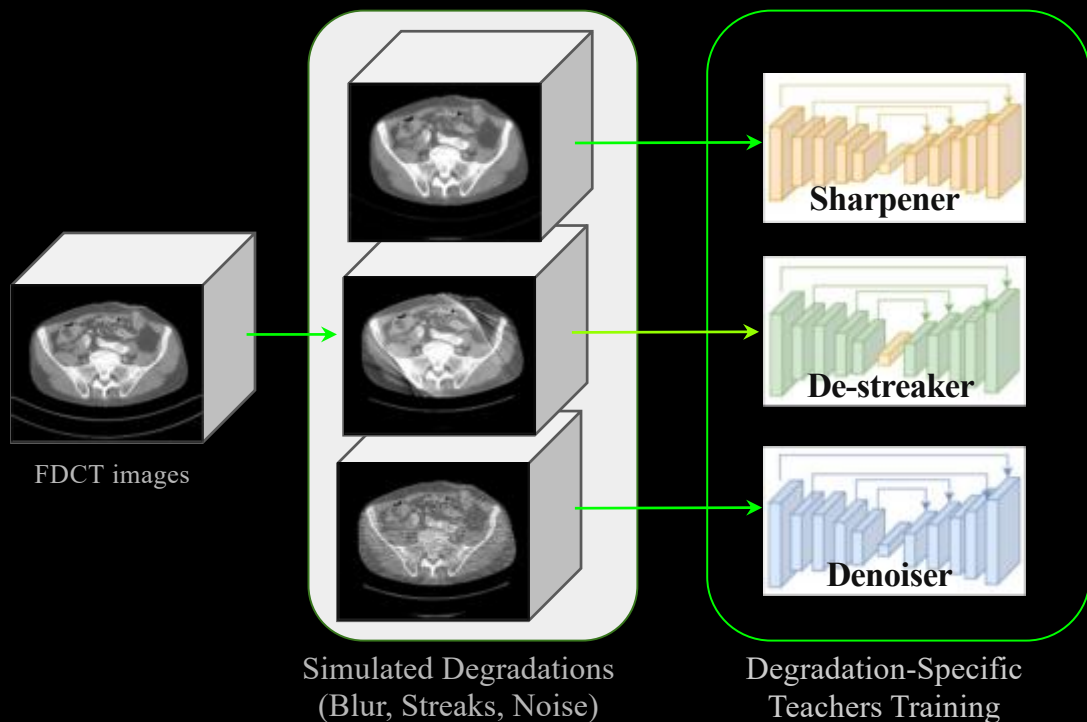 Sharpener
De-streaker
FDCT images
Denoiser
Simulated Degradations
(Blur, Streaks, Noise)
Degradation-Specific
Teachers Training